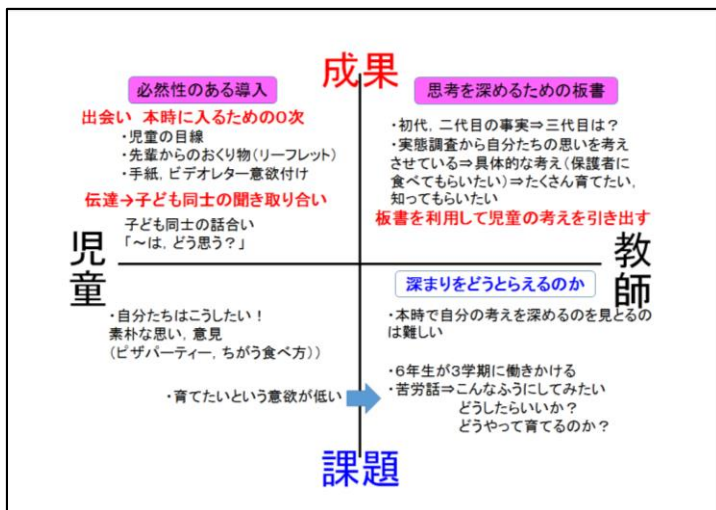 成果
必然性のある導入
出会い 本時に入るための0次
・児童の目線
・先輩からのおくり物(リーフレット)
・手紙, ビデオレター意欲付け
伝達→子ども同士の聞き取り合い
子ども同士の話合い
「～は, どう思う？」
思考を深めるための板書
・初代, 二代目の事実⇒三代目は？
・実態調査から自分たちの思いを考え
させている⇒具体的な考え(保護者に
食べてもらいたい)⇒たくさん育てたい,
知ってもらいたい
板書を利用して児童の考えを引き出す
児童
教師
・自分たちはこうしたい！
素朴な思い, 意見
(ピザパーティー, ちがう食べ方))
・育てたいという意欲が低い
深まりをどうとらえるのか
・本時で自分の考えを深めるのを見とるの
は難しい
・６年生が３学期に働きかける
・苦労話⇒こんなふうにしてみたい
どうしたらいいか？
どうやって育てるのか？
課題